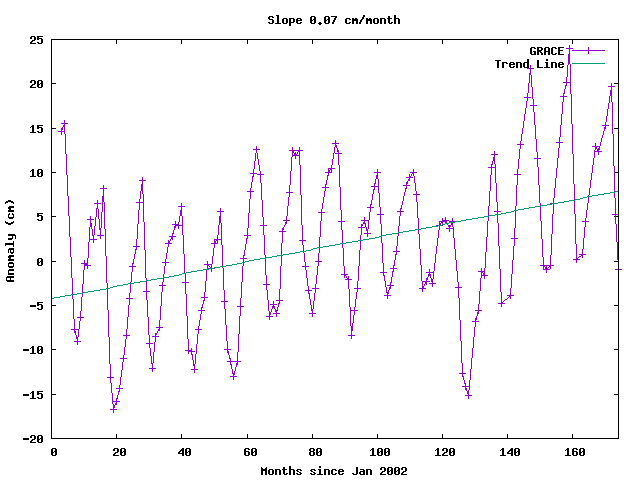 Slope 0.07 cm/month
GRACE
Trend Line
25
20
15
10
5
0
-5
-10
-15
-20
Anomaly (cm)
0 20 40 60 80 100 120 140 160
Months since Jan 2002